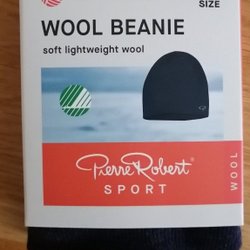 SIZE
WOOL BEANIE
soft lightweight wool
Pierre Robert
SPORT
WOOL